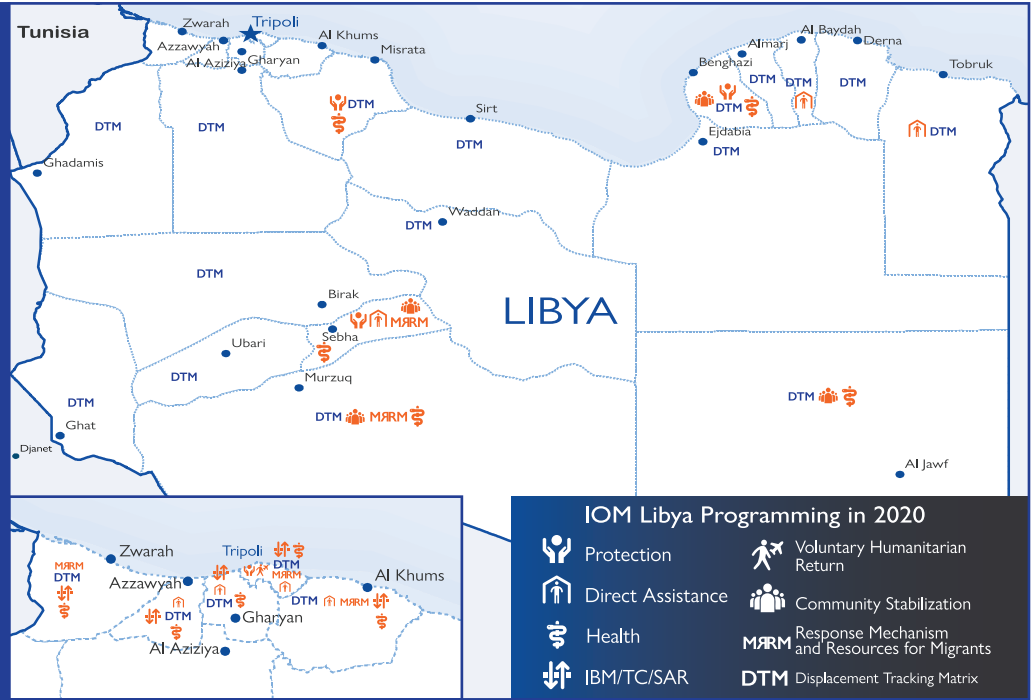 Tunisia
Zwarah
Tripoli
Azzawyah
Al Aziziya
Gharyan
Al Khums
Misrata
Al Baydah
Almarj
Derna
Benghazi
Tobruk
DTM
DTM
DTM
DTM
DTM
DTM
DTM
DTM
Sirt
DTM
Ejdabia
DTM
Ghadamis
Waddan
DTM
DTM
Birak
LIBYA
MRRM
Sebha
Ubari
DTM
Murzuq
DTM
DTM MRRM
DTM
Ghat
Djanet
Al Jawf
Zwarah
Tripoli
MRRM
DTM
DTM
MRRM
Azzawyah
Al Khums
DTM
DTM
DTM MRRM
Gharyan
Al Aziziya
IOM Libya Programming in 2020
Protection
Direct Assistance
Health
IBM/TC/SAR
Voluntary Humanitarian
Return
Community Stabilization
MRRM Response Mechanism
and Resources for Migrants
DTM Displacement Tracking Matrix